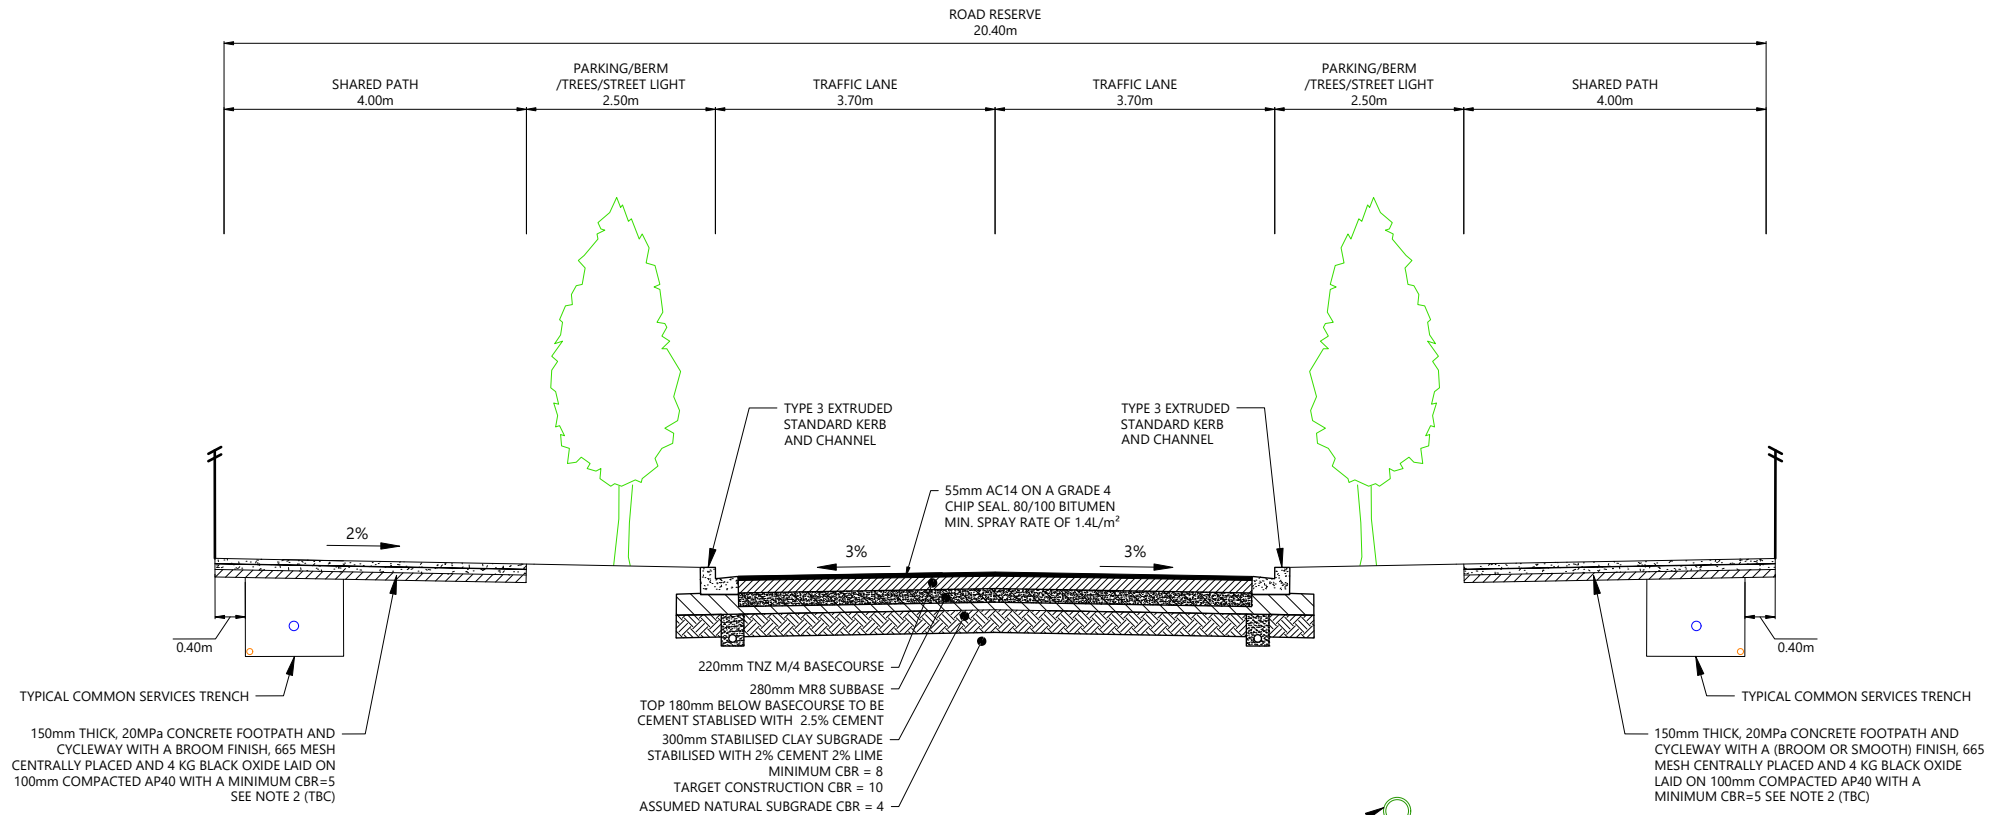 ROAD RESERVE
20.40m
SHARED PATH
4.00m
PARKING/BERM
/TREES/STREET LIGHT
2.50m
TRAFFIC LANE
3.70m
TRAFFIC LANE
3.70m
PARKING/BERM
/TREES/STREET LIGHT
2.50m
SHARED PATH
4.00m
TYPE 3 EXTRUDED
STANDARD KERB
AND CHANNEL
TYPE 3 EXTRUDED
STANDARD KERB
AND CHANNEL
55mm AC14 ON A GRADE 4
CHIP SEAL. 80/100 BITUMEN
MIN. SPRAY RATE OF 1.4L/m²
2%
3%
3%
0.40m
0.40m
TYPICAL COMMON SERVICES TRENCH
150mm THICK, 20MPa CONCRETE FOOTPATH AND
CYCLEWAY WITH A BROOM FINISH, 665 MESH
CENTRALLY PLACED AND 4 KG BLACK OXIDE LAID ON
100mm COMPACTED AP40 WITH A MINIMUM CBR=5
SEE NOTE 2 (TBC)
220mm TNZ M/4 BASECOURSE
280mm MR8 SUBBASE
TOP 180mm BELOW BASECOURSE TO BE
CEMENT STABLISED WITH 2.5% CEMENT
300mm STABILISED CLAY SUBGRADE
STABILISED WITH 2% CEMENT 2% LIME
MINIMUM CBR = 8
TARGET CONSTRUCTION CBR = 10
ASSUMED NATURAL SUBGRADE CBR = 4
TYPICAL COMMON SERVICES TRENCH
150mm THICK, 20MPa CONCRETE FOOTPATH AND
CYCLEWAY WITH A (BROOM OR SMOOTH) FINISH, 665
MESH CENTRALLY PLACED AND 4 KG BLACK OXIDE
LAID ON 100mm COMPACTED AP40 WITH A
MINIMUM CBR=5 SEE NOTE 2 (TBC)